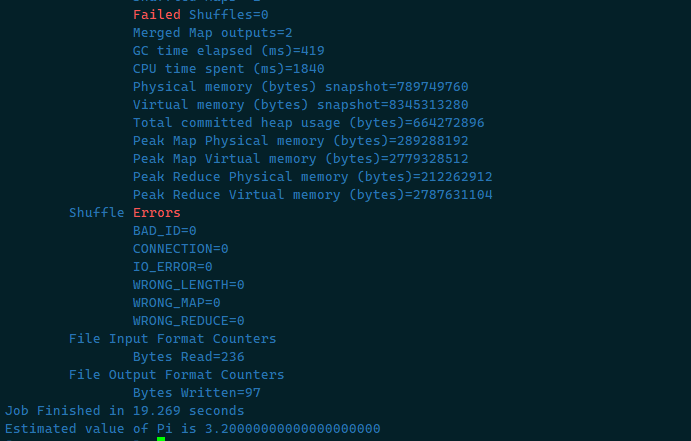 Failed Shuffles=0
Merged Map outputs=2
GC time elapsed (ms)=419
CPU time spent (ms)=1840
Physical memory (bytes) snapshot=789749760
Virtual memory (bytes) snapshot=8345313280
Total committed heap usage (bytes)=664272896
Peak Map Physical memory (bytes)=289288192
Peak Map Virtual memory (bytes)=2779328512
Peak Reduce Physical memory (bytes)=212262912
Peak Reduce Virtual memory (bytes)=2787631104
Shuffle Errors
BAD_ID=0
CONNECTION=0
IO_ERROR=0
WRONG_LENGTH=0
WRONG_MAP=0
WRONG_REDUCE=0
File Input Format Counters
Bytes Read=236
File Output Format Counters
Bytes Written=97
Job Finished in 19.269 seconds
Estimated value of Pi is 3.20000000000000000000